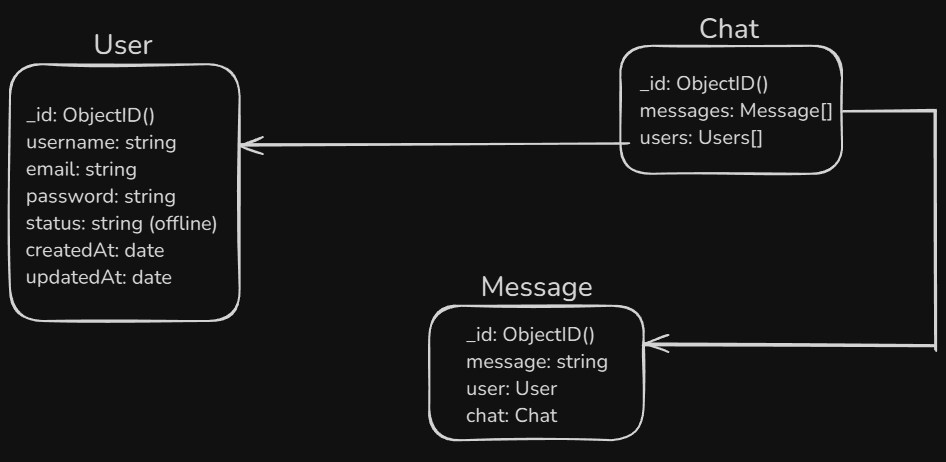 User
_id: ObjectID()
username: string
email: string
password: string
status: string (offline)
createdAt: date
updatedAt: date
Chat
_id: ObjectID()
messages: Message[]
users: Users[]
Message
_id: ObjectID()
message: string
user: User
chat: Chat